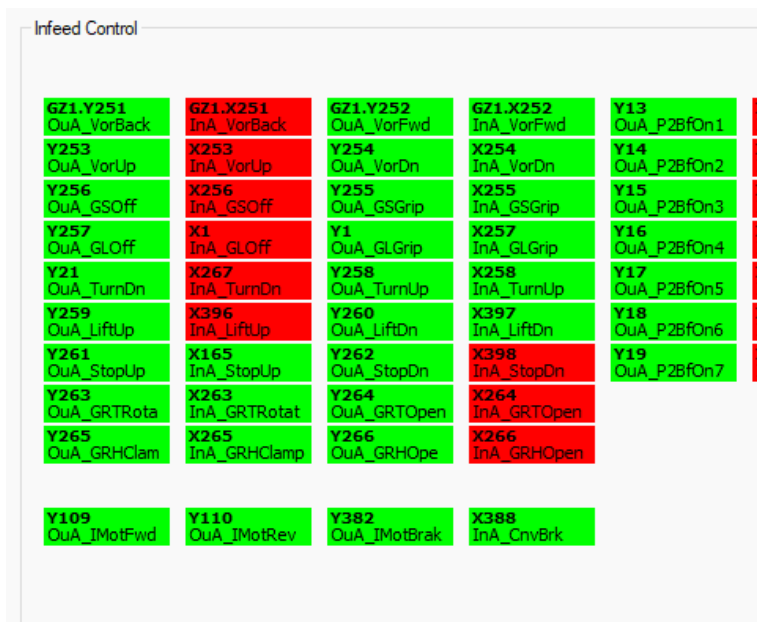 Infeed Control
GZ1.Y251 GZ1.X251 GZ1.Y252 GZ1.X252 Y13
OuA_VorBack InA_VorBack OuA_VorFwd InA_VorFwd OuA_P2BfOn1
Y253 X253 Y254 X254 Y14
OuA_VorUp InA_VorUp OuA_VorDn InA_VorDn OuA_P2BfOn2
Y256 X256 Y255 X255 Y15
OuA_GSOff InA_GSOff OuA_GSGrip InA_GSGrip OuA_P2BfOn3
Y257 X1 Y1 X257 Y16
OuA_GLOff InA_GLOff OuA_GLGrip InA_GLGrip OuA_P2BfOn4
Y21 X267 Y258 X258 Y17
OuA_TurnDn InA_TurnDn OuA_TurnUp InA_TurnUp OuA_P2BfOn5
Y259 X396 Y260 X397 Y18
OuA_LiftUp InA_LiftUp OuA_LiftDn InA_LiftDn OuA_P2BfOn6
Y261 X165 Y262 X398 Y19
OuA_StopUp InA_StopUp OuA_StopDn InA_StopDn OuA_P2BfOn7
Y263 X263 Y264 X264
OuA_GRTRota InA_GRTRotat OuA_GRTOpen InA_GRTOpen
Y265 X265 Y266 X266
OuA_GRHClam InA_GRHClamp OuA_GRHOpe InA_GRHOpen
Y109 Y110 Y382 X388
OuA_IMotFwd OuA_IMotRev OuA_IMotBrak InA_CnvBrk